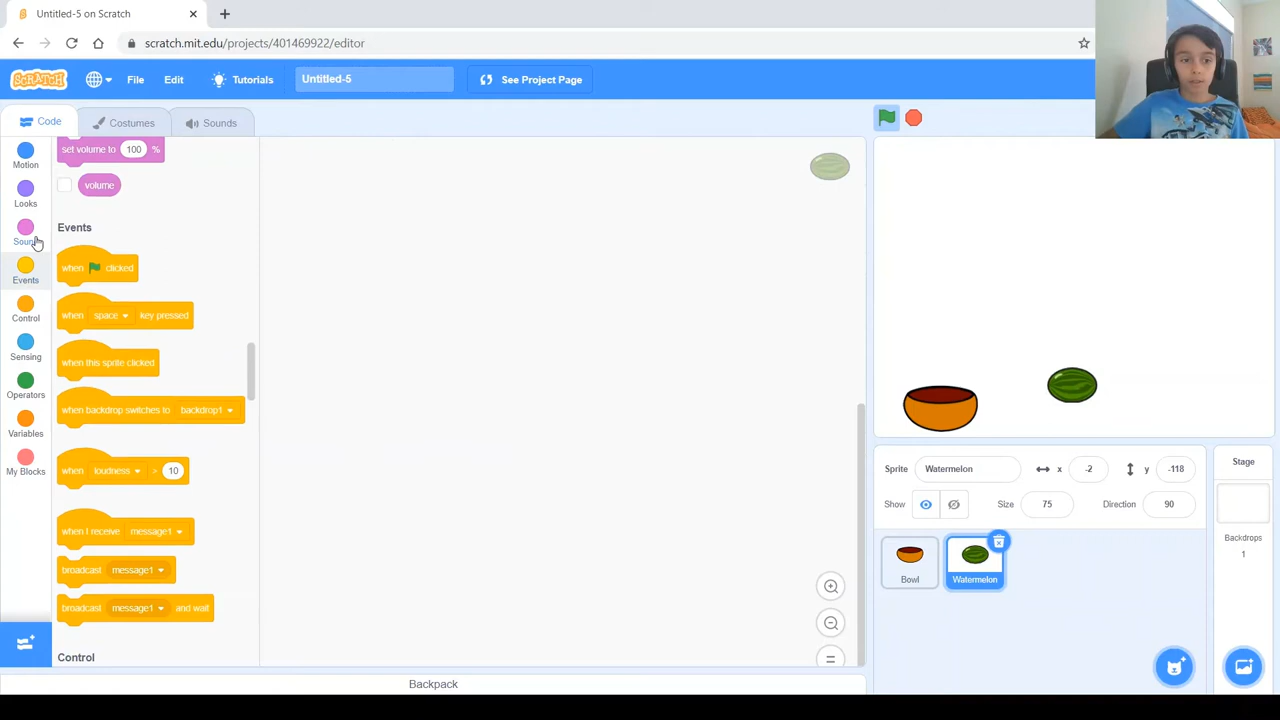 Untitled-5 on Scratch
scratch.mit.edu/projects/401469922/editor
SCRATCH
File
Edit
Tutorials
Untitled-5
See Project Page
Code
Costumes
Sounds
Motion
Looks
Sound
Events
Control
Sensing
Operators
Variables
My Blocks
set volume to 100 %
volume
Events
when clicked
when space key pressed
when this sprite clicked
when backdrop switches to backdrop1
when loudness > 10
when I receive message1
broadcast message1
broadcast message1 and wait
Control
Backpack
Sprite Watermelon x -2 y -118
Show Size 75 Direction 90
Bowl
Watermelon
Stage
Backdrops
1